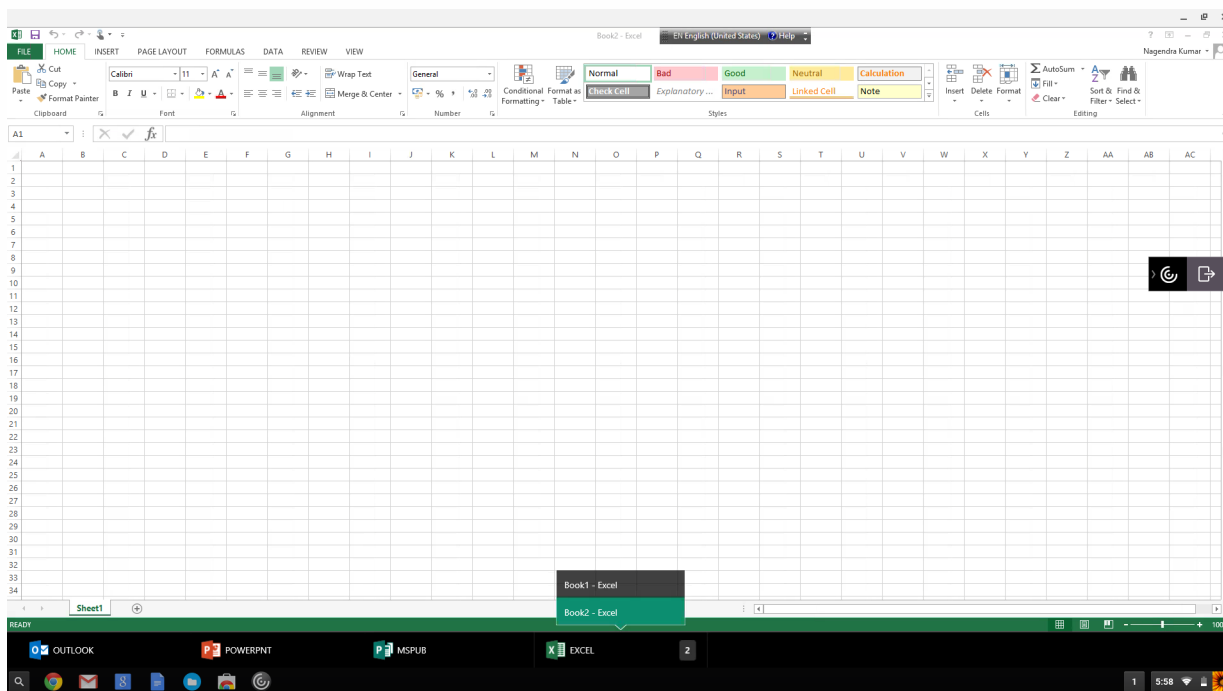 Book2 - Excel EN English (United States) Help
FILE HOME INSERT PAGE LAYOUT FORMULAS DATA REVIEW VIEW Nagendra Kumar
Cut Calibri 11 A A Wrap Text General Normal Bad Good Neutral Calculation AutoSum
Paste Copy Fill
Format Painter B I U A Merge & Center % Conditional Formatting Format as Table Check Cell Explanatory ... Input Linked Cell Note Insert Delete Format Clear Sort & Filter Find & Select
Clipboard Font Alignment Number Styles Cells Editing
A1 fx
A B C D E F G H I J K L M N O P Q R S T U V W X Y Z AA AB AC
1
2
3
4
5
6
7
8
9
10
11
12
13
14
15
16
17
18
19
20
21
22
23
24
25
26
27
28
29
30
31
32
33
34
Book1 - Excel
Book2 - Excel
Sheet1
READY 100
OUTLOOK POWERPNT MSPUB EXCEL 2
1 5:58